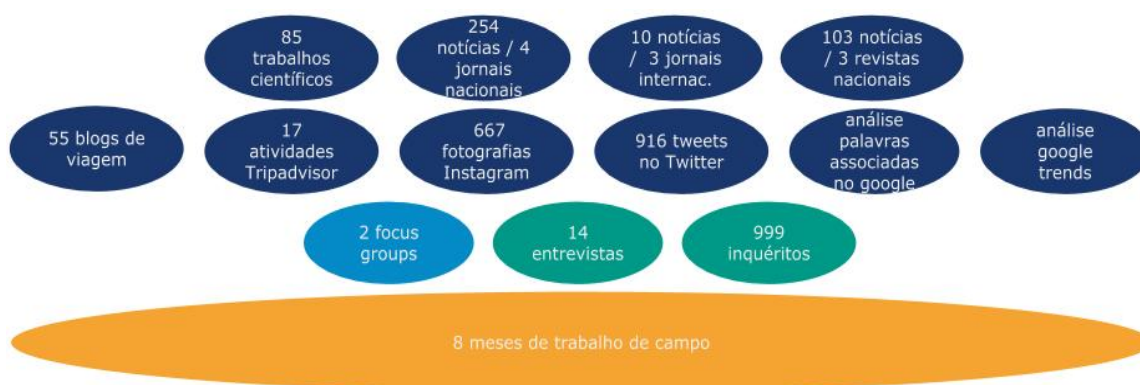 85
trabalhos
científicos
254
notícias / 4
jornais
nacionais
10 notícias
/ 3 jornais
internac.
103 notícias
/ 3 revistas
nacionais
55 blogs de
viagem
17
atividades
Tripadvisor
667
fotografias
Instagram
916 tweets
no Twitter
análise
palavras
associadas
no google
análise
google
trends
2 focus
groups
14
entrevistas
999
inquéritos
8 meses de trabalho de campo